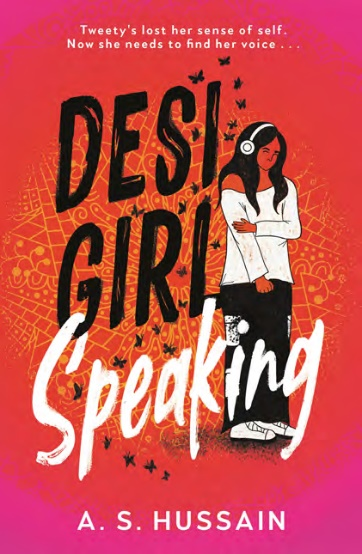 Tweety's lost her sense of self.
Now she needs to find her voice . . .
DESI
GIRL
Speaking
A. S. HUSSAIN